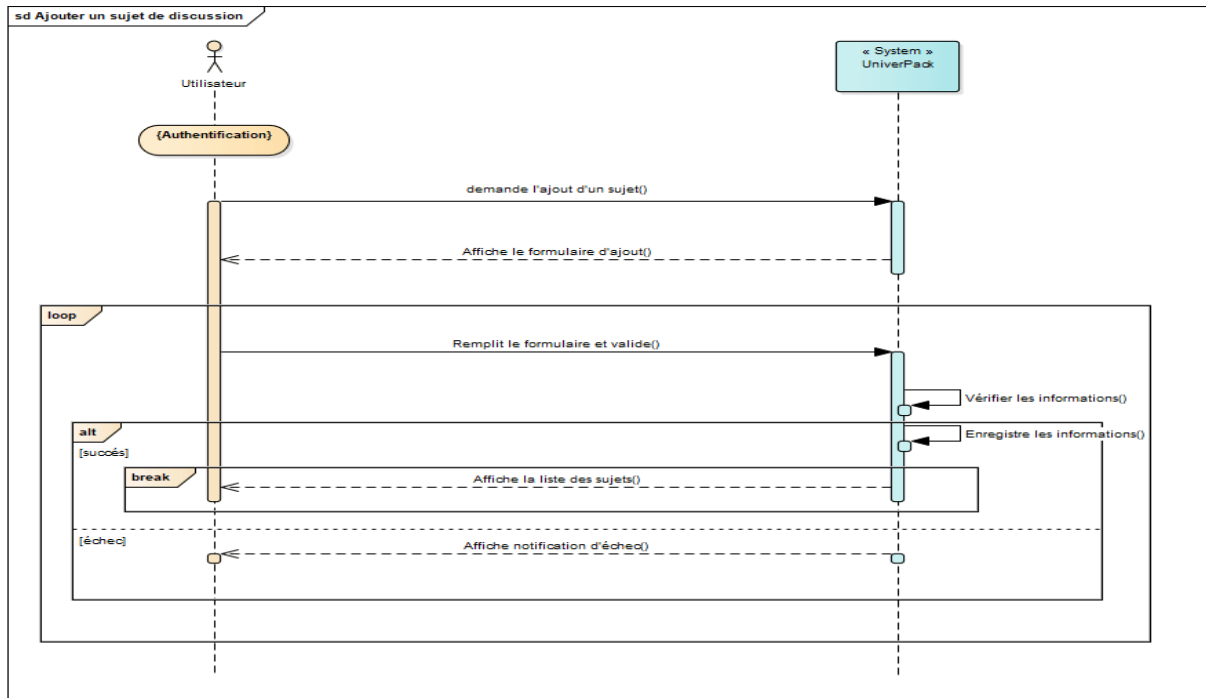 sd Ajouter un sujet de discussion
« System »
UniverPack
Utilisateur
{Authentification}
demande l'ajout d'un sujet()
Affiche le formulaire d'ajout()
loop
Remplit le formulaire et valide()
Vérifier les informations()
alt
Enregistre les informations()
[succés]
break
Affiche la liste des sujets()
[échec]
Affiche notification d'échec()